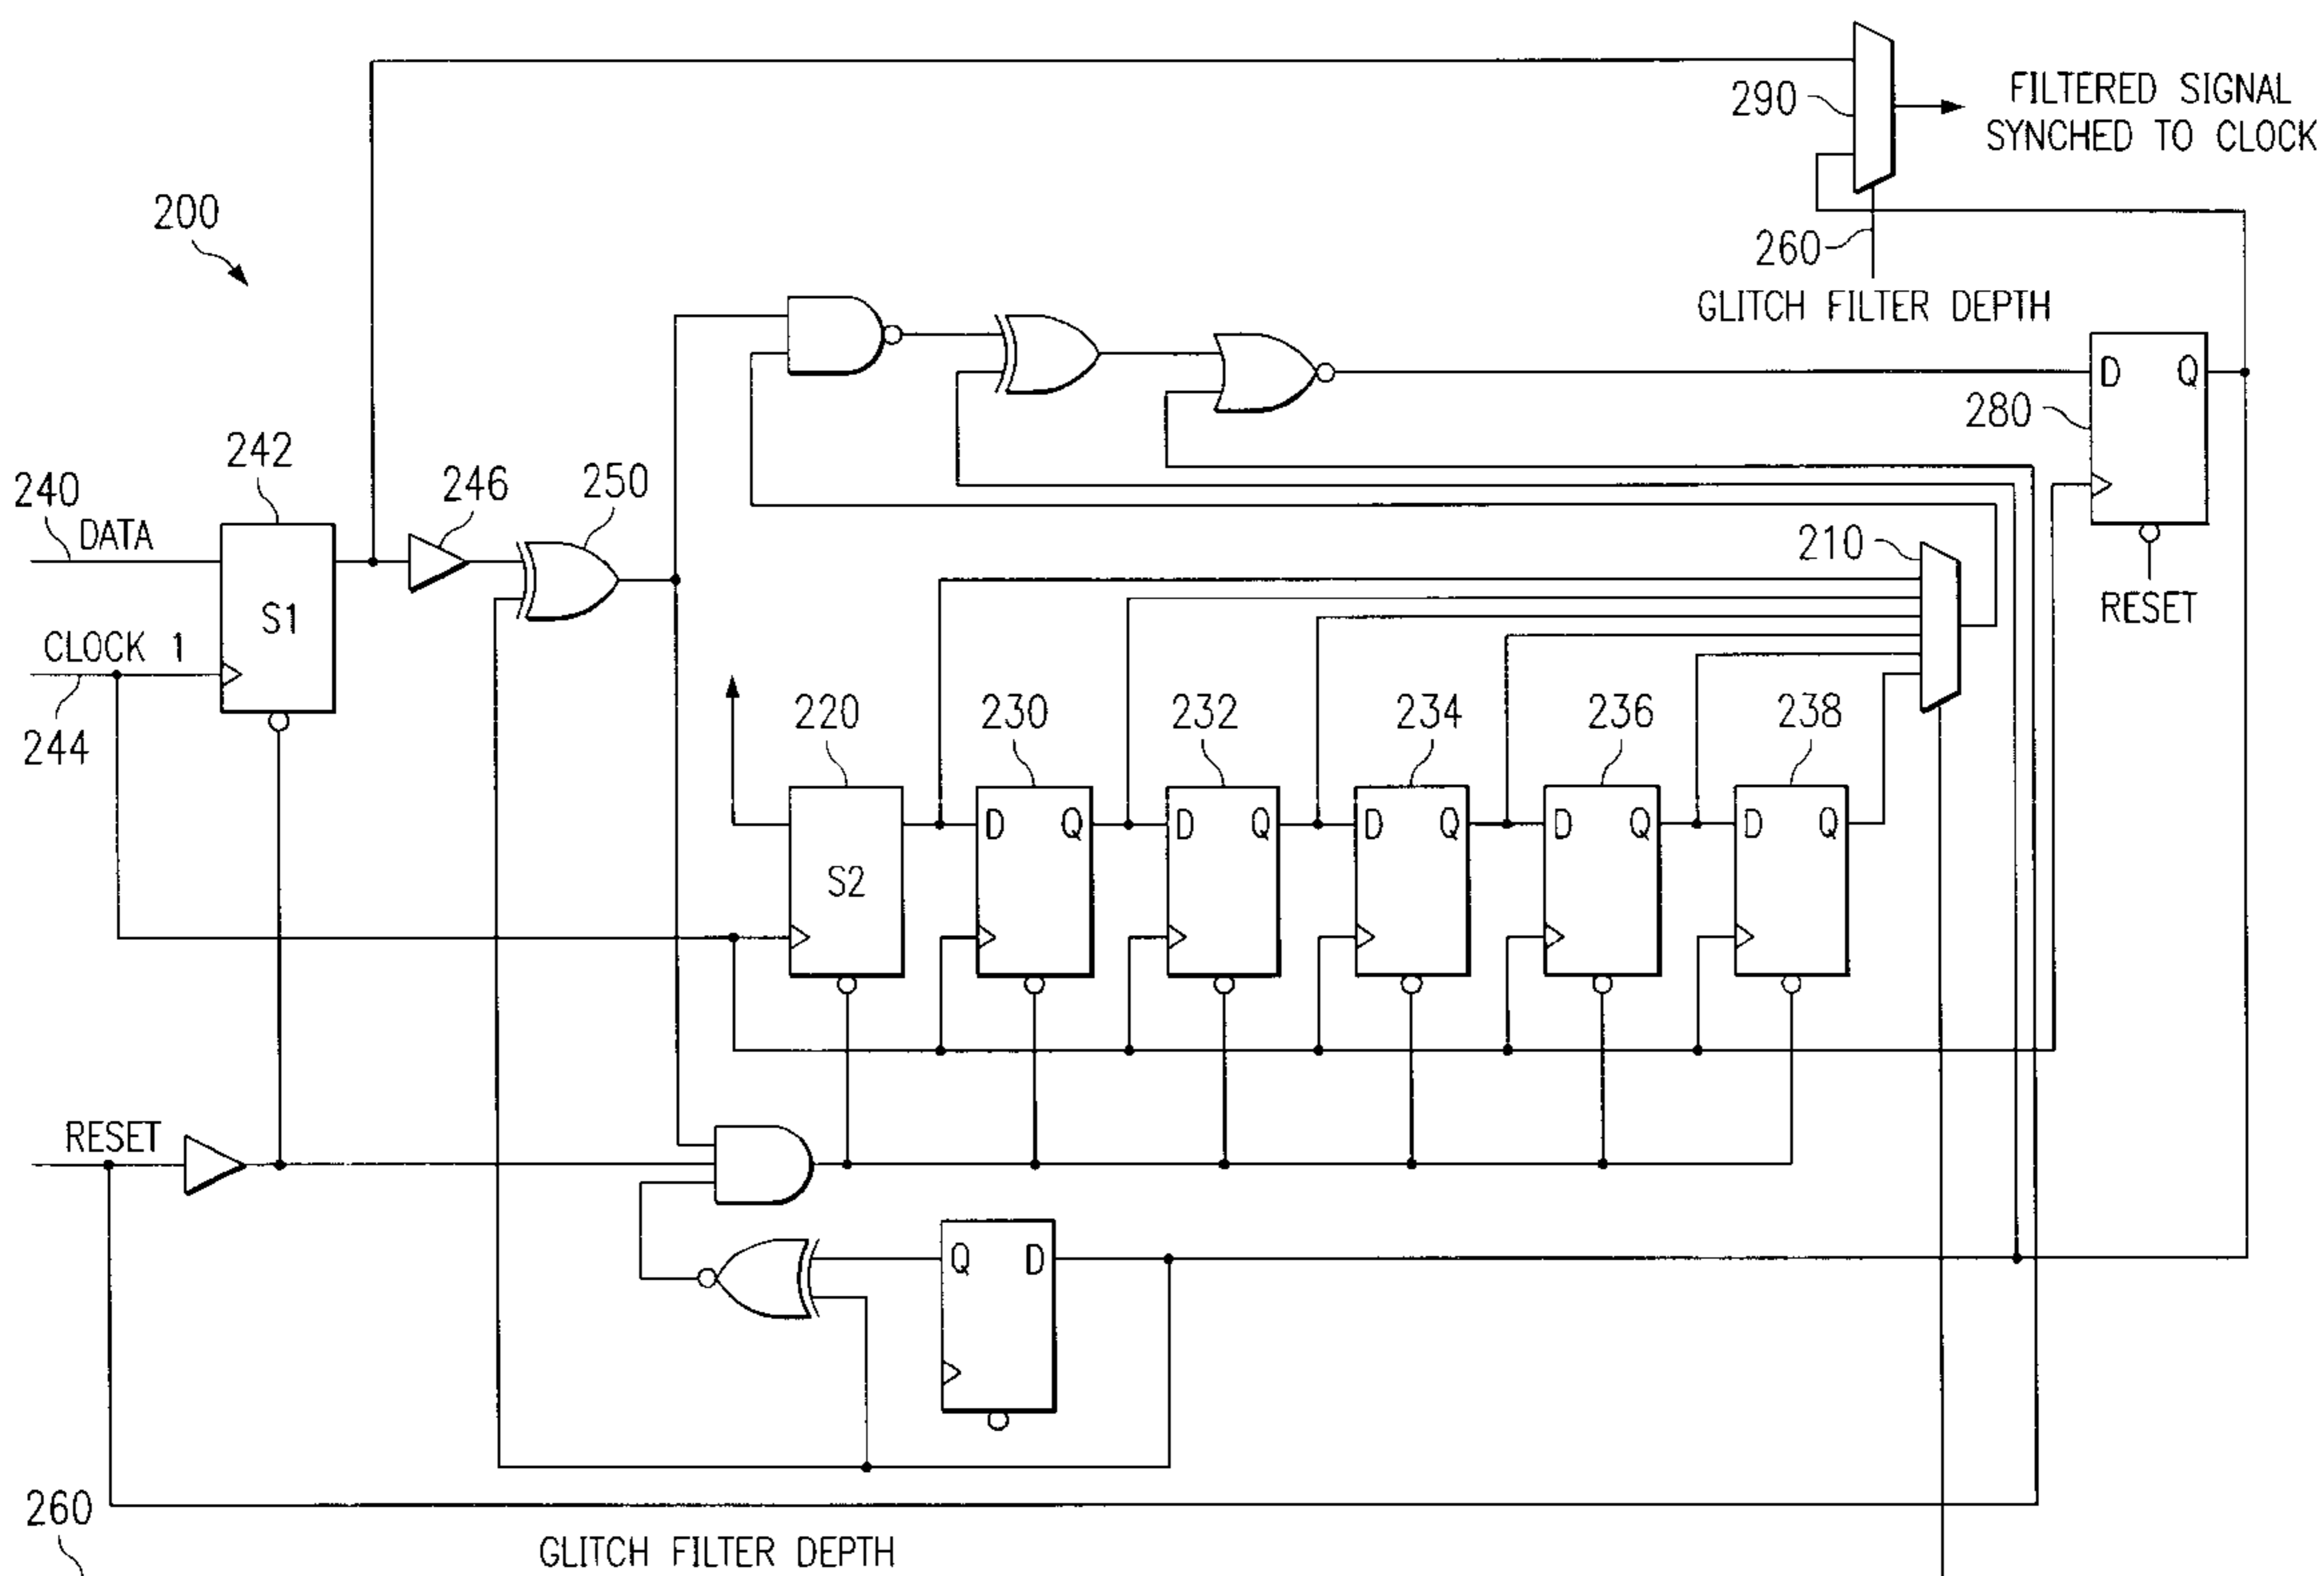 290
FILTERED SIGNAL
SYNCHED TO CLOCK
200
260
GLITCH FILTER DEPTH
D Q
280
RESET
242
246
250
240
DATA
S1
CLOCK 1
244
210
220
230
232
234
236
238
S2
D Q
D Q
D Q
D Q
D Q
RESET
Q D
260
GLITCH FILTER DEPTH